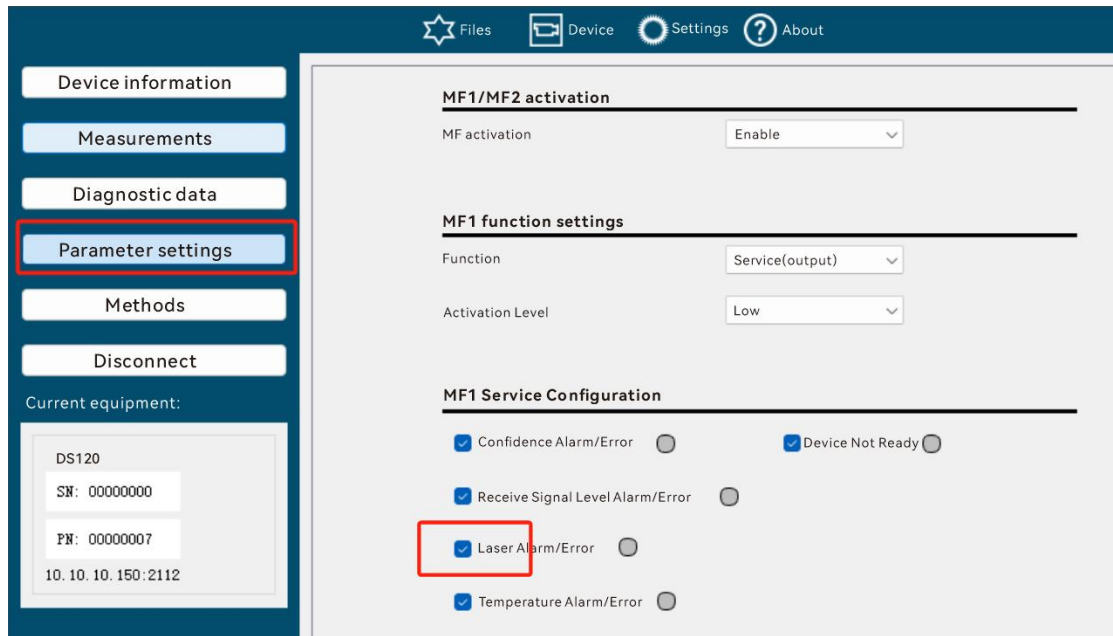 Files Device Settings ? About
Device information
Measurements
Diagnostic data
Parameter settings
Methods
Disconnect
Current equipment:
DS120
SN: 00000000
PN: 00000007
10.10.10.150:2112
MF1/MF2 activation
MF activation Enable
MF1 function settings
Function Service(output)
Activation Level Low
MF1 Service Configuration
Confidence Alarm/Error Device Not Ready
Receive Signal Level Alarm/Error
Laser Alarm/Error
Temperature Alarm/Error